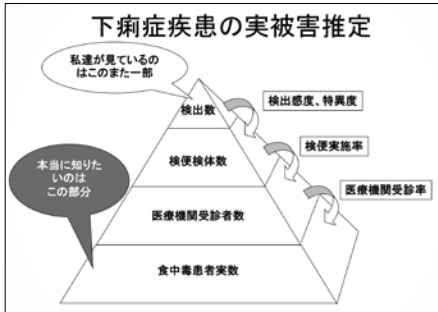 下痢症疾患の実被害推定
私達が見ているの
はこのまた一部
検出数
検出感度、特異度
検便検体数
検便実施率
本当に知りた
いのは
この部分
医療機関受診者数
医療機関受診率
食中毒患者実数